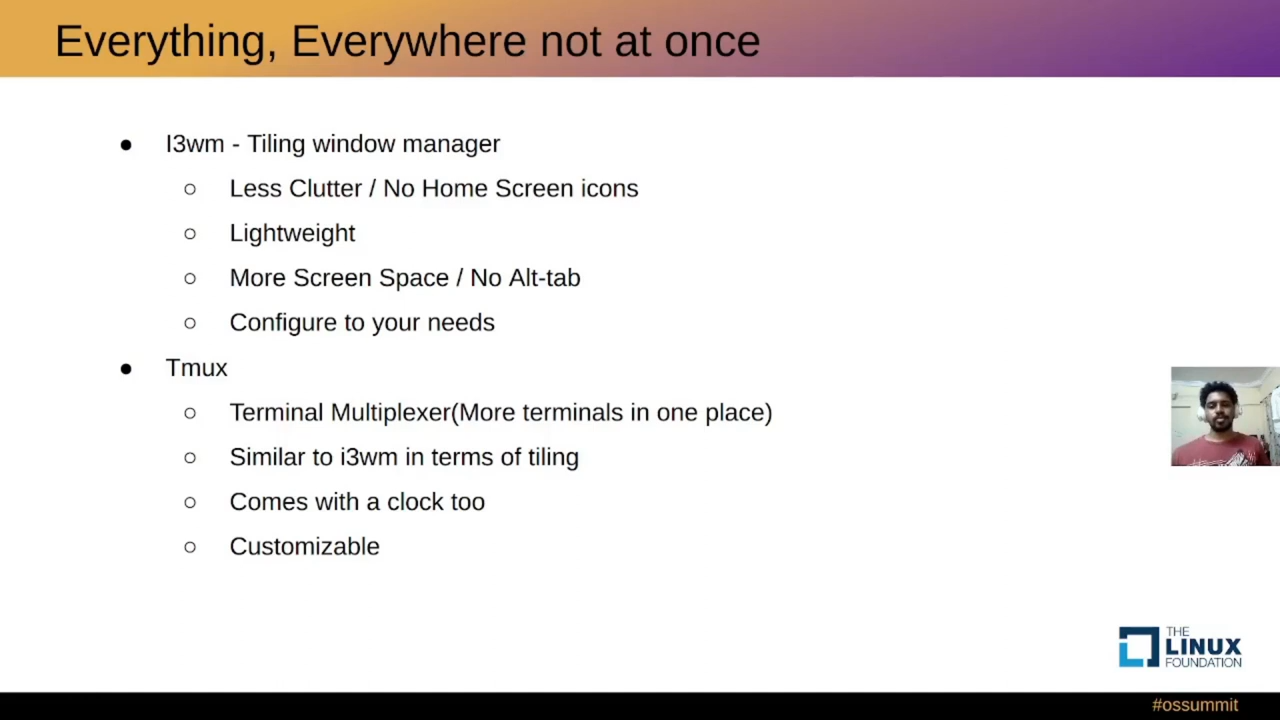 Everything, Everywhere not at once
● I3wm - Tiling window manager
○ Less Clutter / No Home Screen icons
○ Lightweight
○ More Screen Space / No Alt-tab
○ Configure to your needs
● Tmux
○ Terminal Multiplexer(More terminals in one place)
○ Similar to i3wm in terms of tiling
○ Comes with a clock too
○ Customizable
THE
LINUX
FOUNDATION
#ossummit